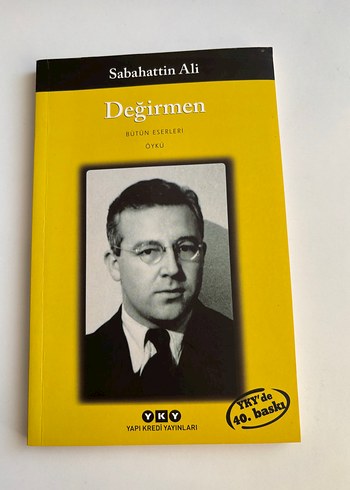 Sabahattin Ali
Değirmen
BÜTÜN ESERLERİ
ÖYKÜ
YKY'de
40. baskı
YKY
YAPI KREDİ YAYINLARI